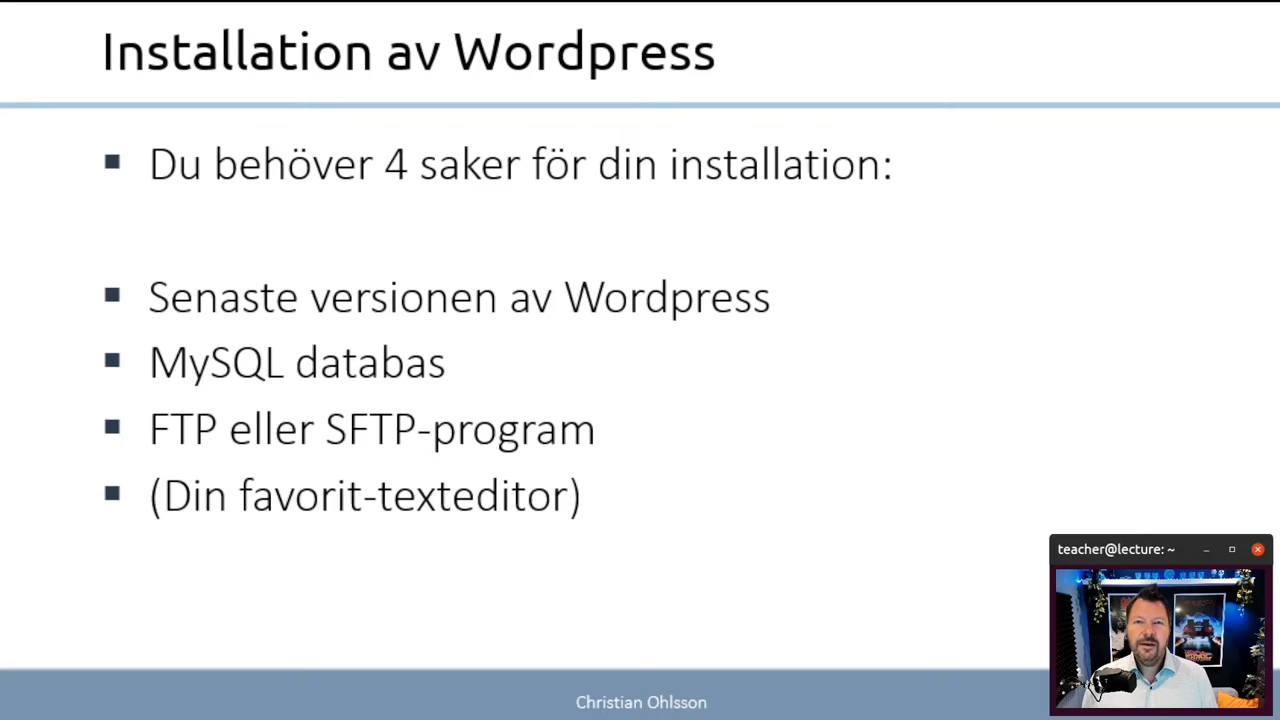 Installation av Wordpress
Du behöver 4 saker för din installation:
Senaste versionen av Wordpress
MySQL databas
FTP eller SFTP-program
(Din favorit-texteditor)
teacher@lecture: ~
Christian Ohlsson